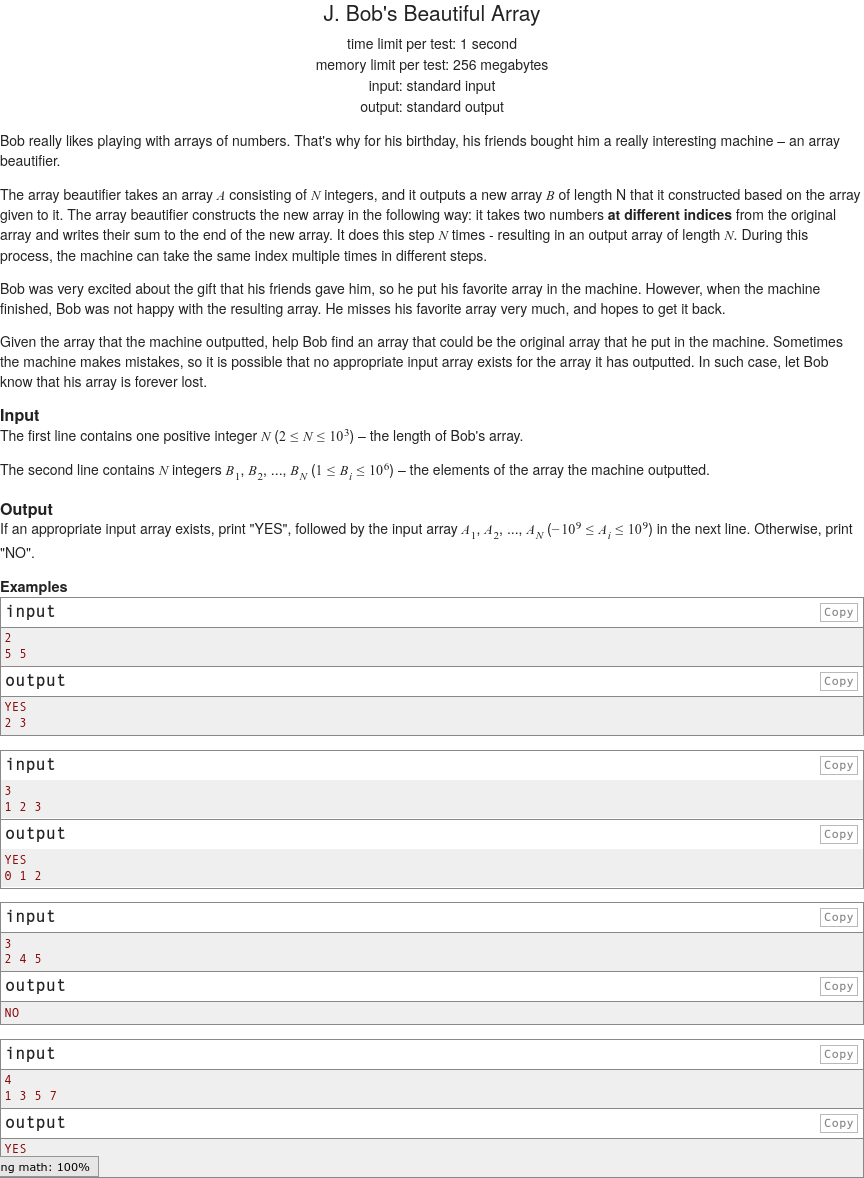 J. Bob's Beautiful Array
time limit per test: 1 second
memory limit per test: 256 megabytes
input: standard input
output: standard output
Bob really likes playing with arrays of numbers. That's why for his birthday, his friends bought him a really interesting machine – an array
beautifier.
The array beautifier takes an array A consisting of N integers, and it outputs a new array B of length N that it constructed based on the array
given to it. The array beautifier constructs the new array in the following way: it takes two numbers at different indices from the original
array and writes their sum to the end of the new array. It does this step N times - resulting in an output array of length N. During this
process, the machine can take the same index multiple times in different steps.
Bob was very excited about the gift that his friends gave him, so he put his favorite array in the machine. However, when the machine
finished, Bob was not happy with the resulting array. He misses his favorite array very much, and hopes to get it back.
Given the array that the machine outputted, help Bob find an array that could be the original array that he put in the machine. Sometimes
the machine makes mistakes, so it is possible that no appropriate input array exists for the array it has outputted. In such case, let Bob
know that his array is forever lost.
Input
The first line contains one positive integer N (2 ≤ N ≤ 10^3) – the length of Bob's array.
The second line contains N integers B_1, B_2, ..., B_N (1 ≤ B_i ≤ 10^6) – the elements of the array the machine outputted.
Output
If an appropriate input array exists, print "YES", followed by the input array A_1, A_2, ..., A_N (−10^9 ≤ A_i ≤ 10^9) in the next line. Otherwise, print
"NO".
Examples
input Copy
2
5 5
output Copy
YES
2 3
input Copy
3
1 2 3
output Copy
YES
0 1 2
input Copy
3
2 4 5
output Copy
NO
input Copy
4
1 3 5 7
output Copy
YES
ng math: 100%